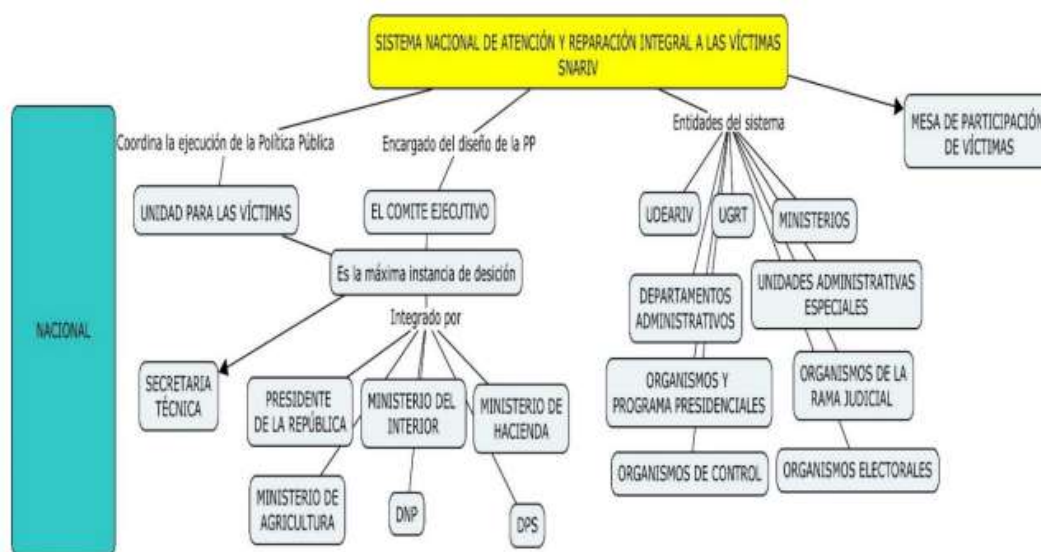 SISTEMA NACIONAL DE ATENCIÓN Y REPARACIÓN INTEGRAL A LAS VÍCTIMAS
SNARIV
Coordina la ejecución de la Política Pública
Encargado del diseño de la PP
Entidades del sistema
MESA DE PARTICIPACIÓN
DE VÍCTIMAS
UNIDAD PARA LAS VÍCTIMAS
EL COMITE EJECUTIVO
UDEARIV
UGRT
MINISTERIOS
Es la máxima instancia de desición
DEPARTAMENTOS
ADMINISTRATIVOS
UNIDADES ADMINISTRATIVAS
ESPECIALES
NACIONAL
Integrado por
SECRETARIA
TÉCNICA
PRESIDENTE
DE LA REPÚBLICA
MINISTERIO DEL
INTERIOR
MINISTERIO DE
HACIENDA
ORGANISMOS Y
PROGRAMA PRESIDENCIALES
ORGANISMOS DE LA
RAMA JUDICIAL
MINISTERIO DE
AGRICULTURA
DNP
DPS
ORGANISMOS DE CONTROL
ORGANISMOS ELECTORALES